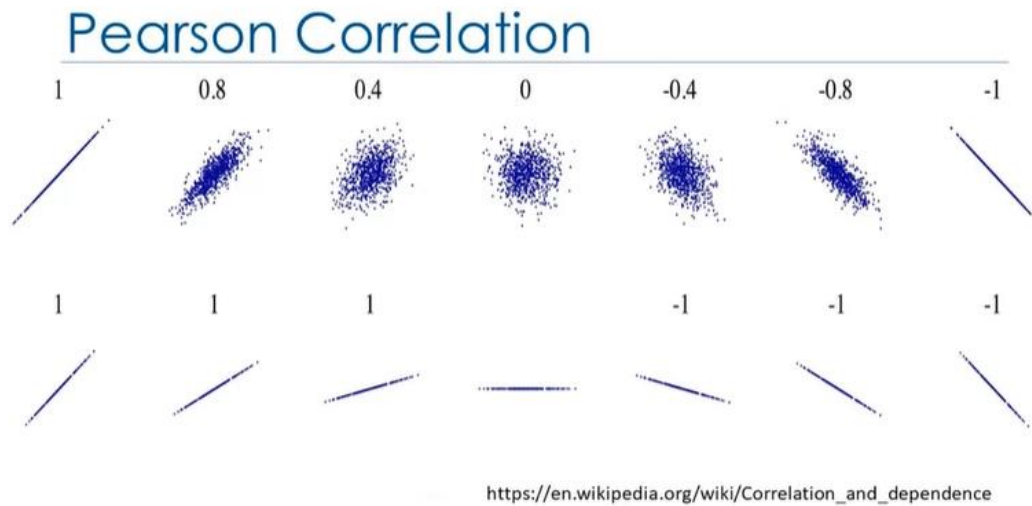 Pearson Correlation
1 0.8 0.4 0 -0.4 -0.8 -1
1 1 1 -1 -1 -1
https://en.wikipedia.org/wiki/Correlation_and_dependence